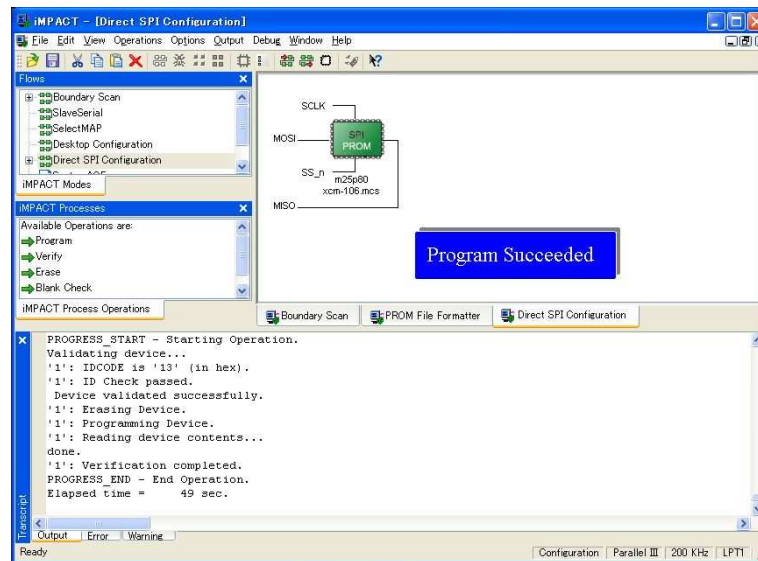 iMPACT - [Direct SPI Configuration]
File Edit View Operations Options Output Debug Window Help
Flows
Boundary Scan
SlaveSerial
SelectMAP
Desktop Configuration
Direct SPI Configuration
iMPACT Modes
iMPACT Processes
Available Operations are:
Program
Verify
Erase
Blank Check
iMPACT Process Operations
SCLK
MOSI
SPI
PROM
SS_n
m25p80
xcm-106.mcs
MISO
Program Succeeded
Boundary Scan PROM File Formatter Direct SPI Configuration
PROGRESS_START - Starting Operation.
Validating device...
'1': IDCODE is '13' (in hex).
'1': ID Check passed.
Device validated successfully.
'1': Erasing Device.
'1': Programming Device.
'1': Reading device contents...
done.
'1': Verification completed.
PROGRESS_END - End Operation.
Elapsed time = 49 sec.
Transcript
Output Error Warning
Ready Configuration Parallel III 200 KHz LPT1